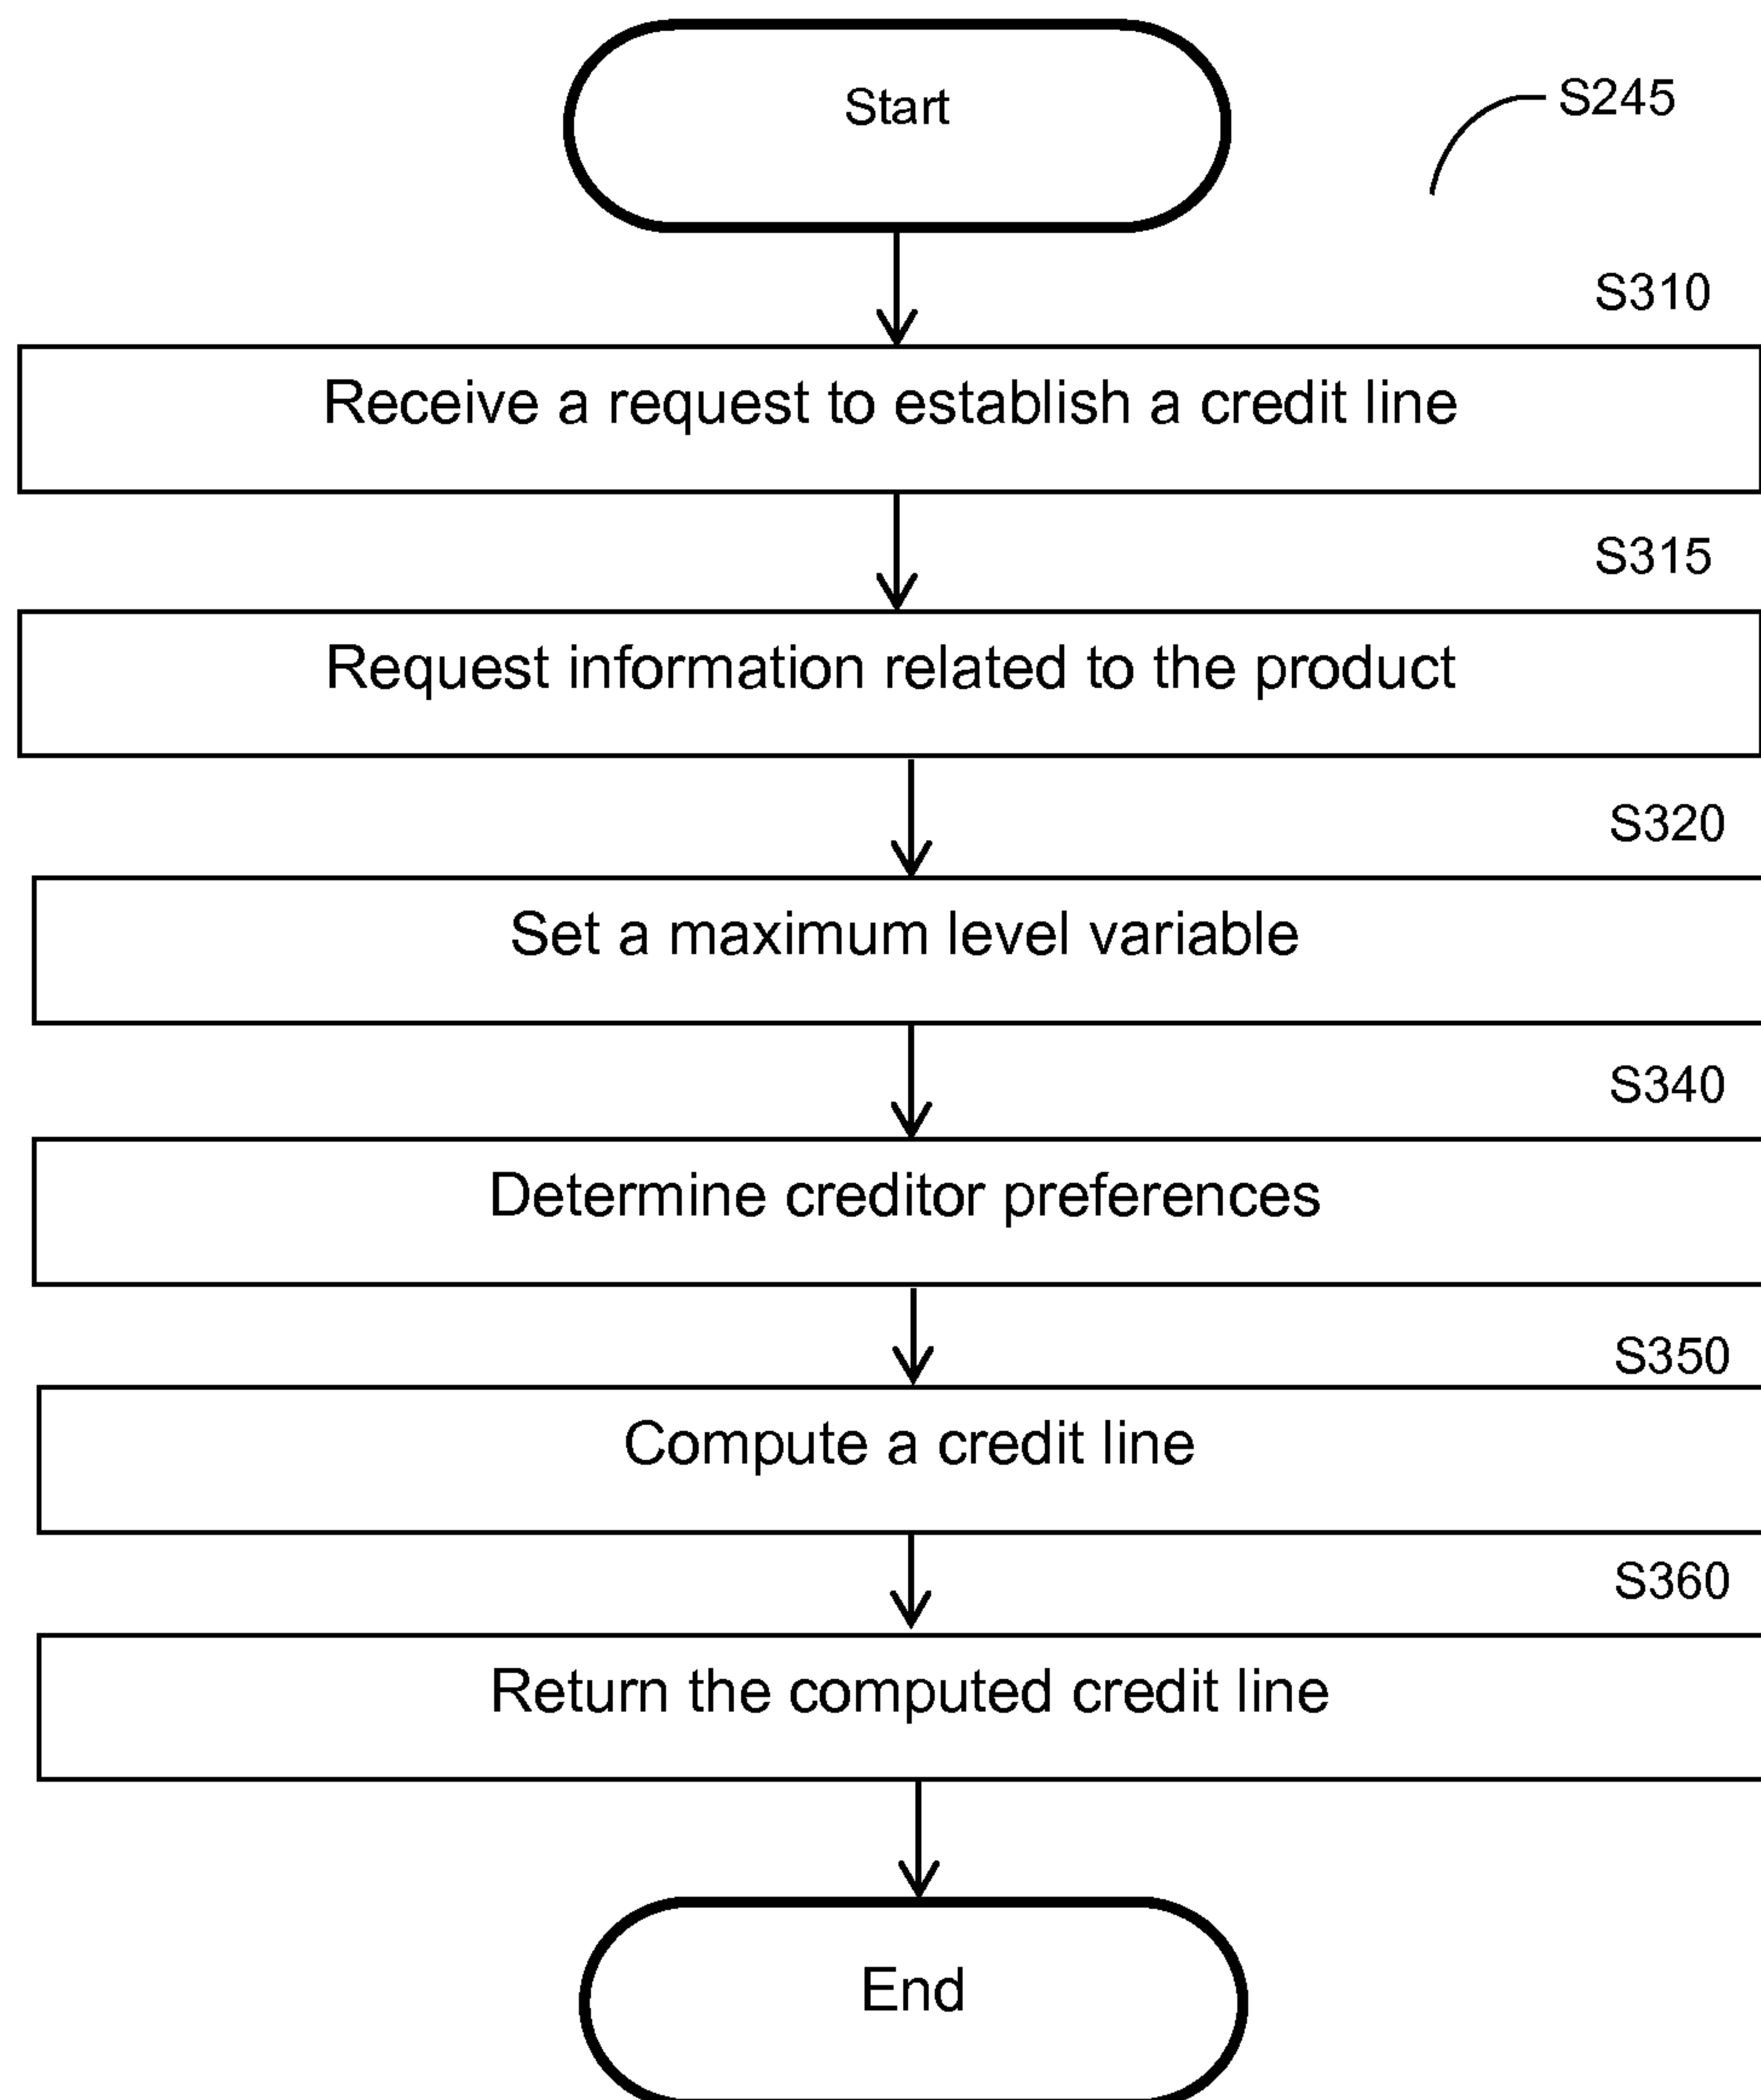 Start
S245
S310
Receive a request to establish a credit line
S315
Request information related to the product
S320
Set a maximum level variable
S340
Determine creditor preferences
S350
Compute a credit line
S360
Return the computed credit line
End